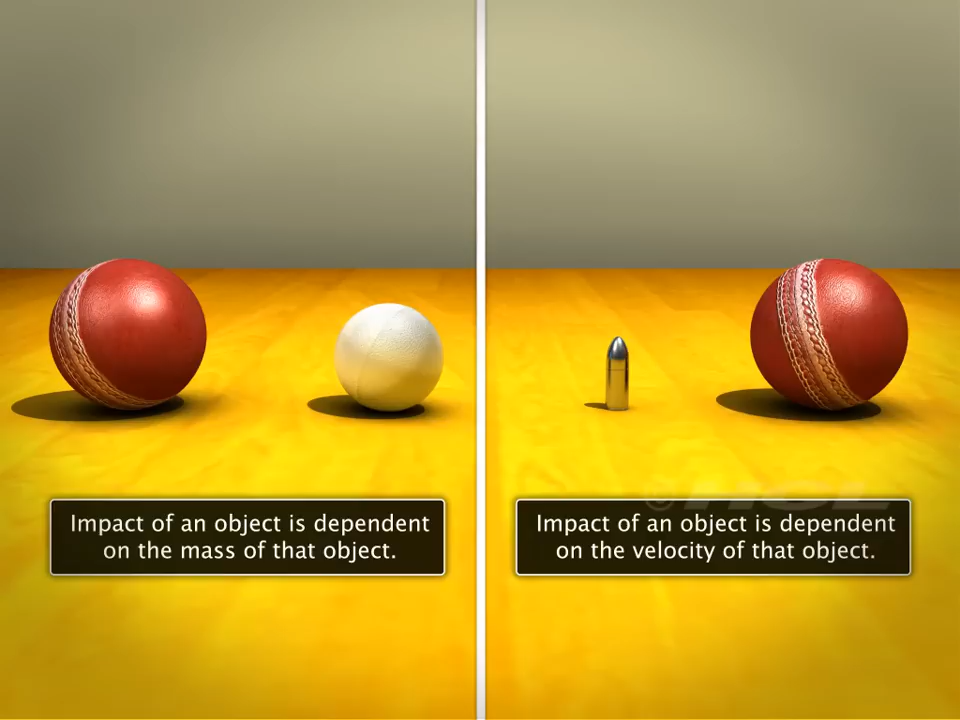 Impact of an object is dependent
on the mass of that object.
Impact of an object is dependent
on the velocity of that object.